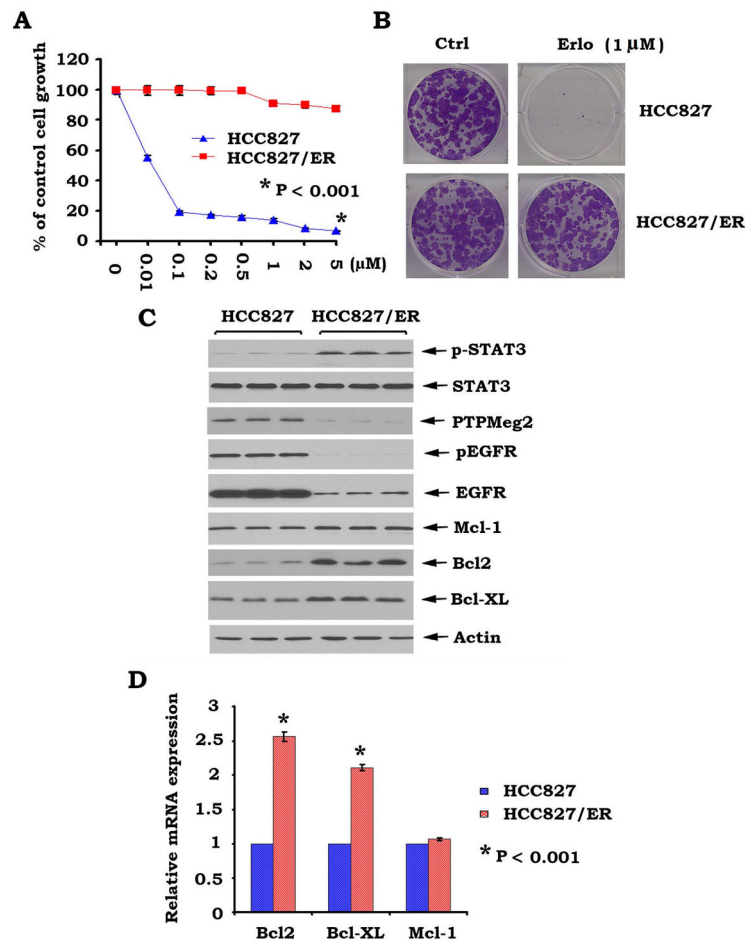 A
% of control cell growth
120
100
80
60
40
20
0
HCC827
HCC827/ER
* P < 0.001
*
0
0.01
0.1
0.2
0.5
1
2
5
(µM)
B
Ctrl
Erlo (1 µM)
HCC827
HCC827/ER
C
HCC827
HCC827/ER
p-STAT3
STAT3
PTPMeg2
pEGFR
EGFR
Mcl-1
Bcl2
Bcl-XL
Actin
D
Relative mRNA expression
3
2.5
2
1.5
1
0.5
0
*
*
HCC827
HCC827/ER
* P < 0.001
Bcl2
Bcl-XL
Mcl-1